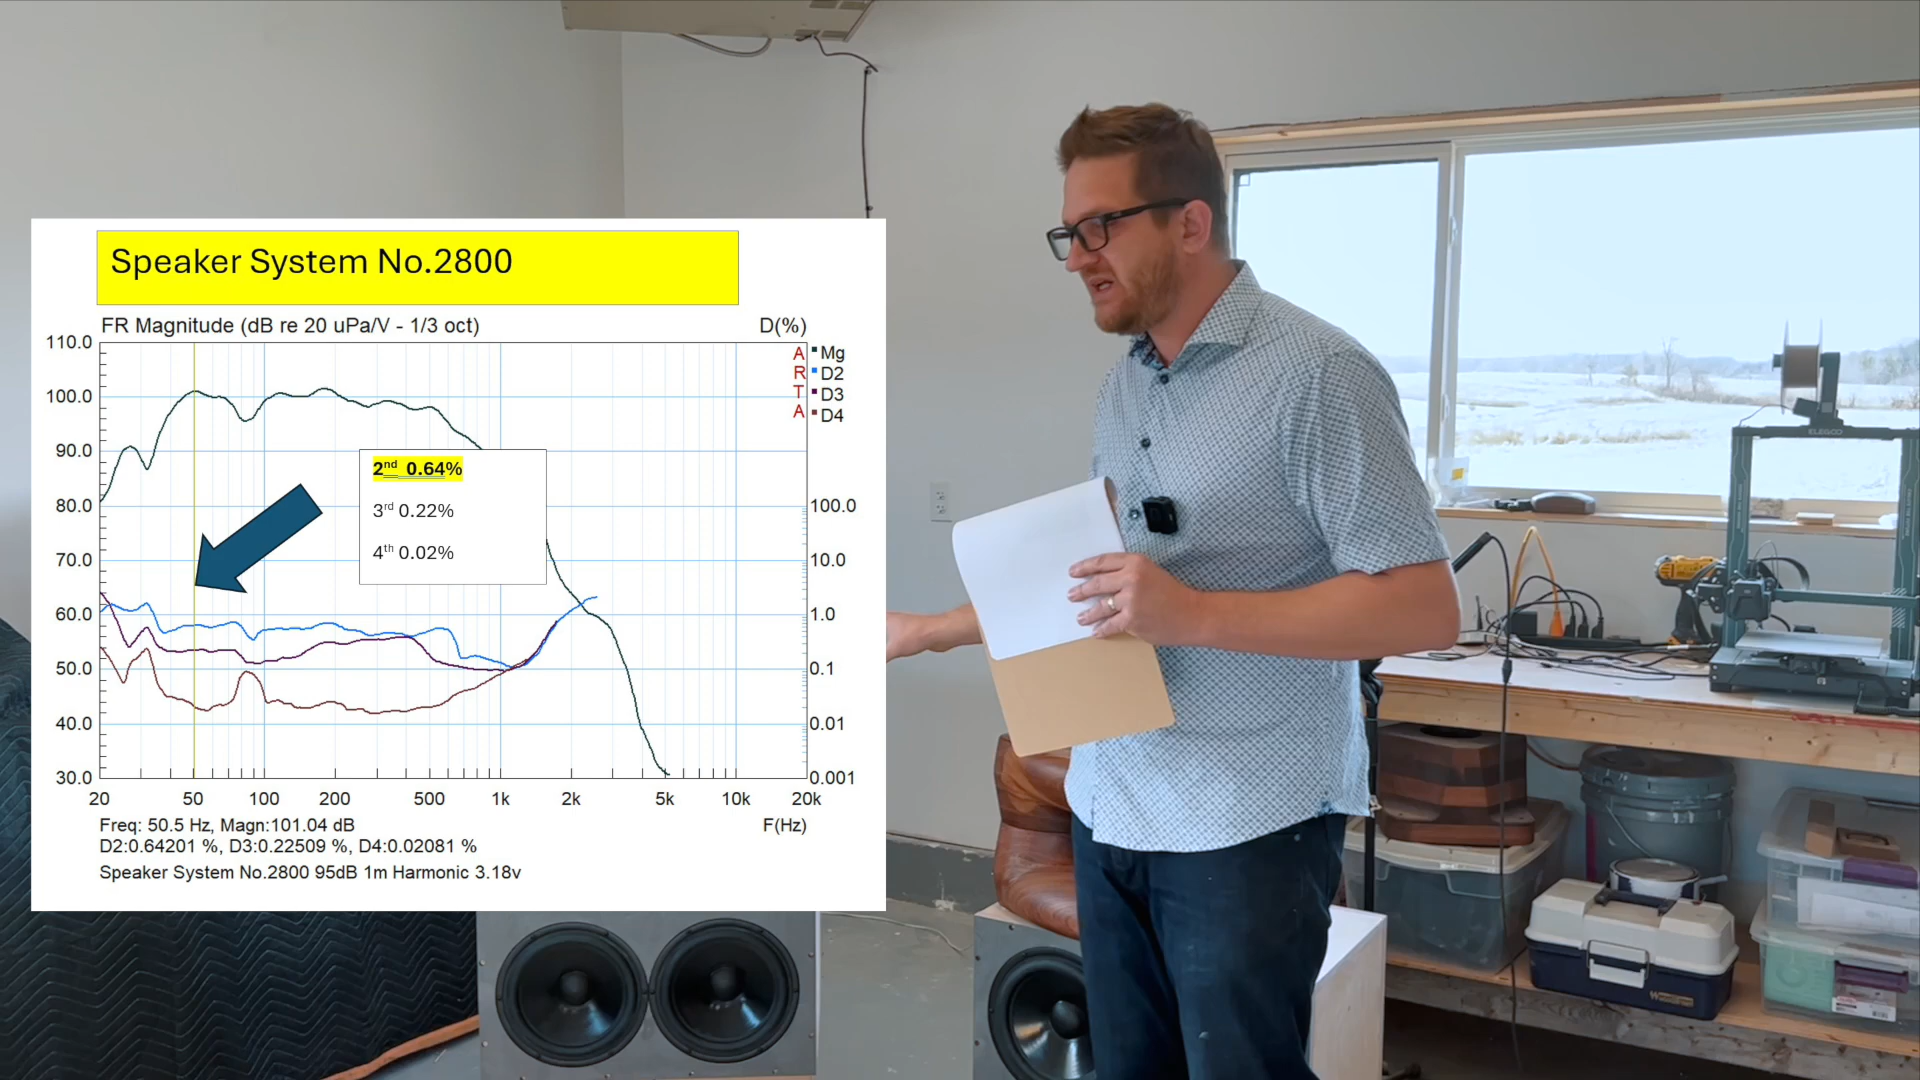 Speaker System No.2800
FR Magnitude (dB re 20 uPa/V - 1/3 oct)
D(%)
110.0
100.0
90.0
80.0
70.0
60.0
50.0
40.0
30.0
A
R
T
A
Mg
D2
D3
D4
2nd 0.64%
3rd 0.22%
4th 0.02%
100.0
10.0
1.0
0.1
0.01
0.001
20 50 100 200 500 1k 2k 5k 10k 20k
Freq: 50.5 Hz, Magn:101.04 dB
F(Hz)
D2:0.64201 %, D3:0.22509 %, D4:0.02081 %
Speaker System No.2800 95dB 1m Harmonic 3.18v
ELEGOO